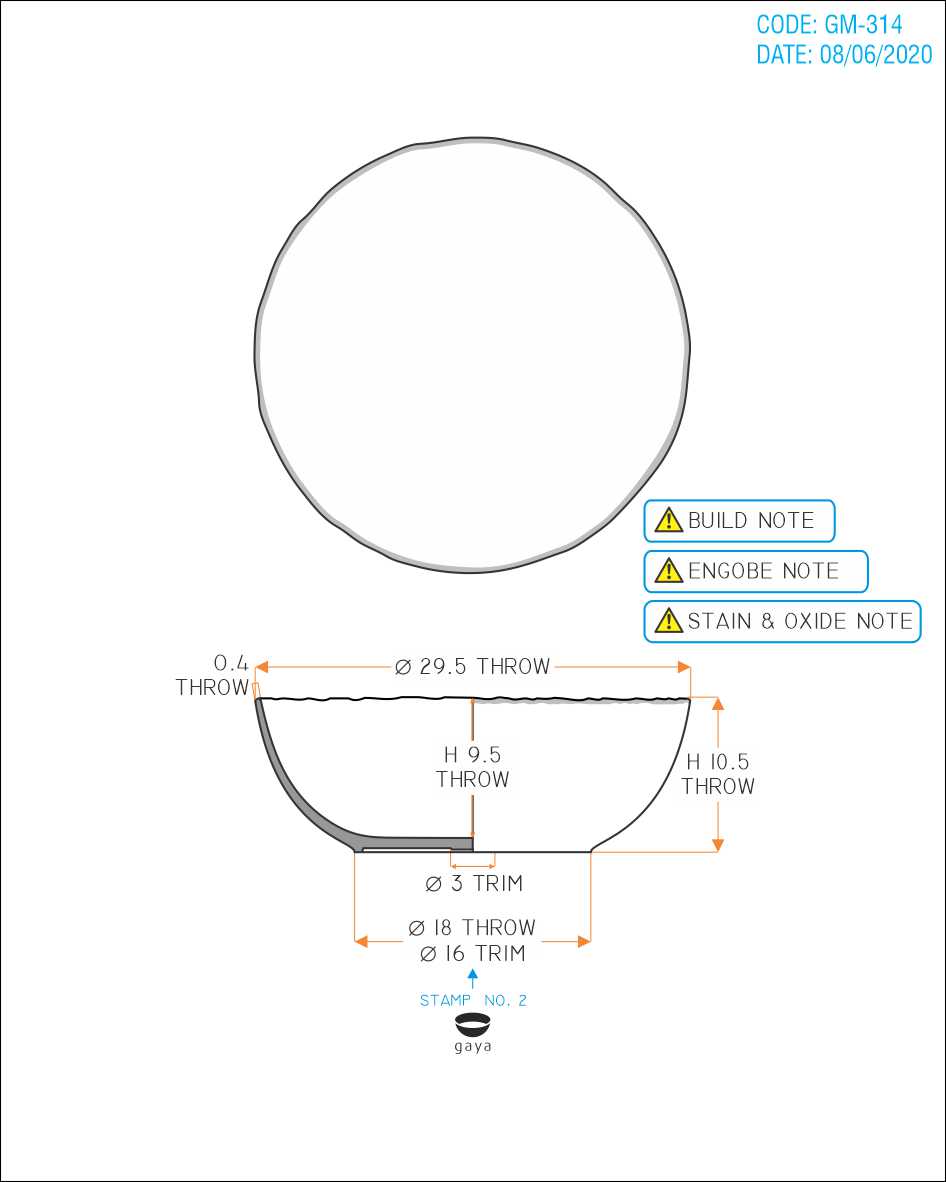 CODE: GM-314
DATE: 08/06/2020
BUILD NOTE
ENGOBE NOTE
STAIN & OXIDE NOTE
0.4
THROW
Ø 29.5 THROW
H 9.5
THROW
H 10.5
THROW
Ø 3 TRIM
Ø 18 THROW
Ø 16 TRIM
STAMP NO. 2
gaya